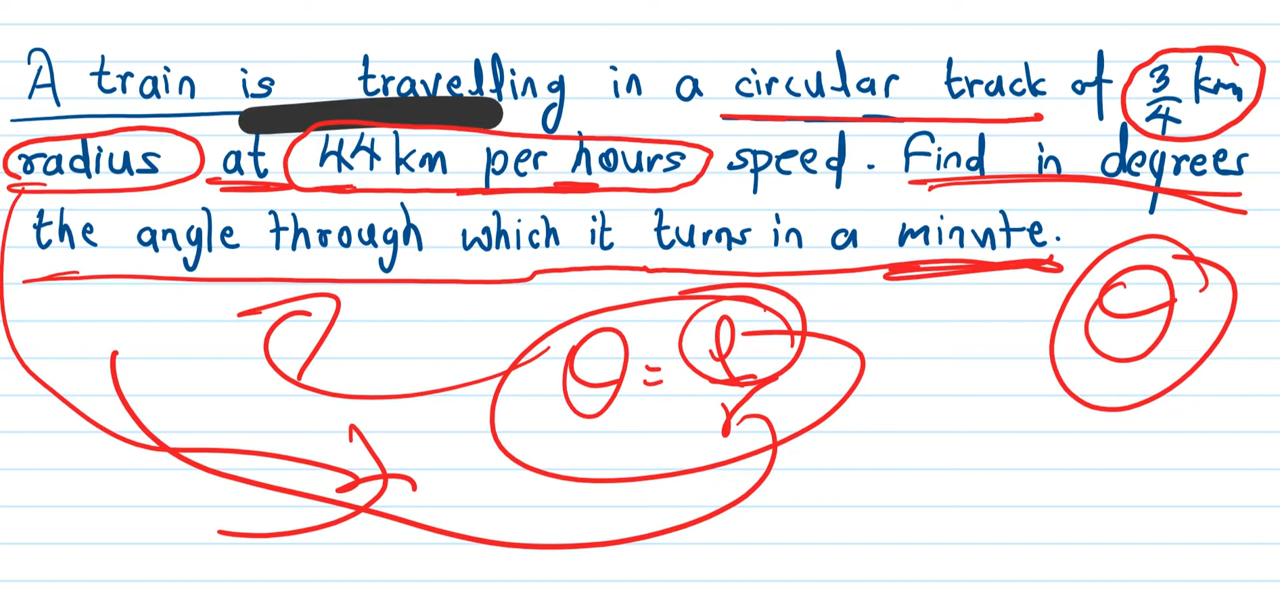 A train is travelling in a circular track of 3/4 km
radius at 44 km per hours speed. Find in degrees
the angle through which it turns in a minute.
θ = l/r
θ